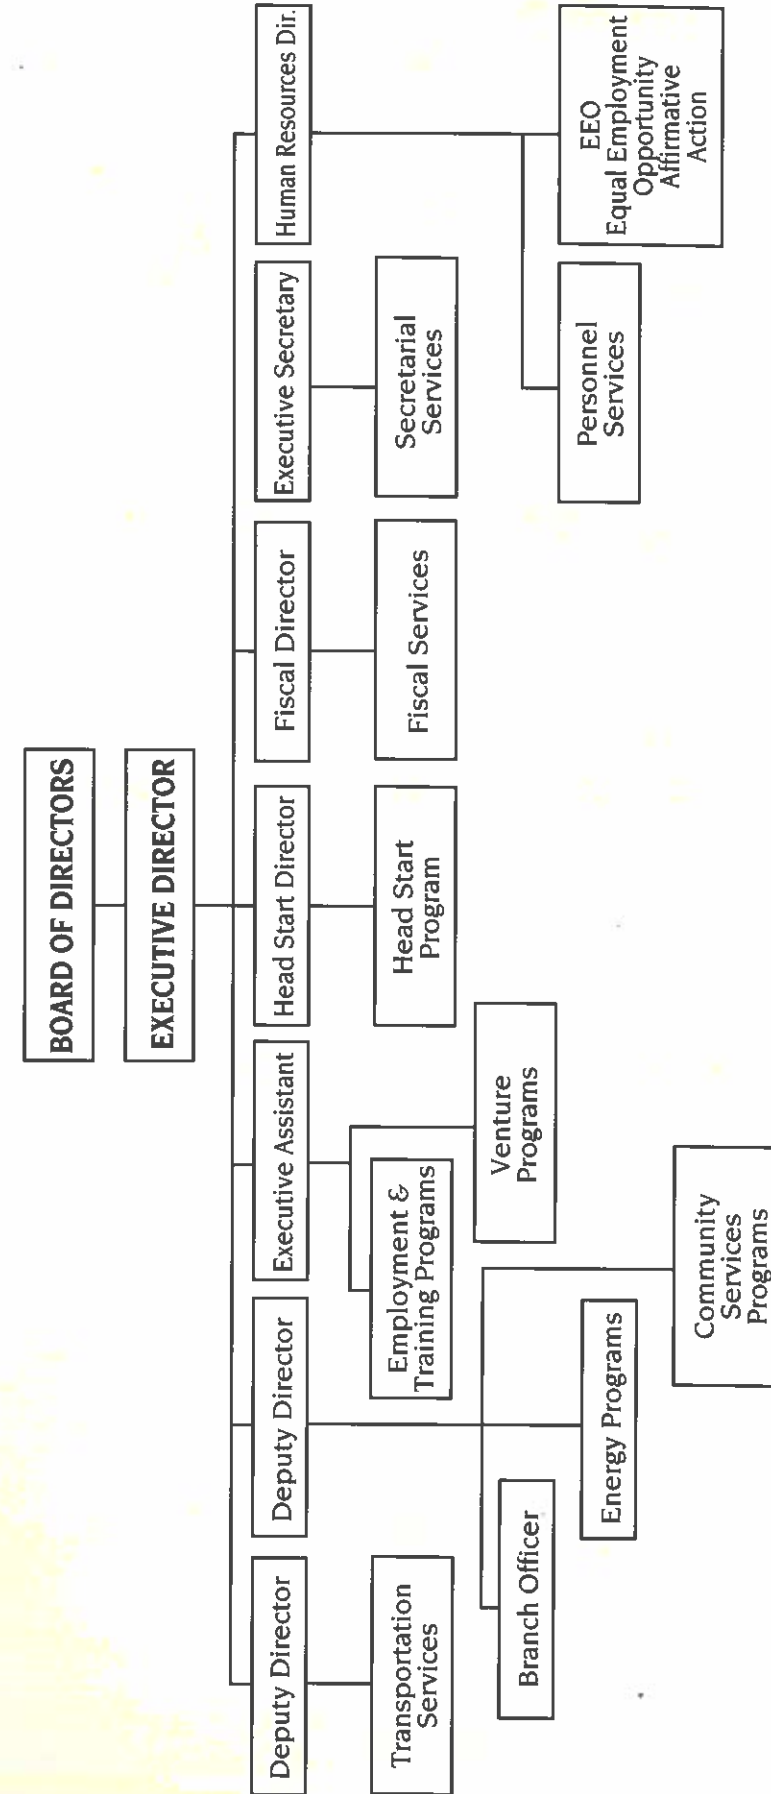 BOARD OF DIRECTORS
EXECUTIVE DIRECTOR
Deputy Director
Deputy Director
Executive Assistant
Head Start Director
Fiscal Director
Executive Secretary
Human Resources Dir.
Transportation
Services
Employment &
Training Programs
Head Start
Program
Fiscal Services
Secretarial
Services
Venture
Programs
Branch Officer
Energy Programs
Community
Services
Programs
Personnel
Services
EEO
Equal Employment
Opportunity
Affirmative
Action